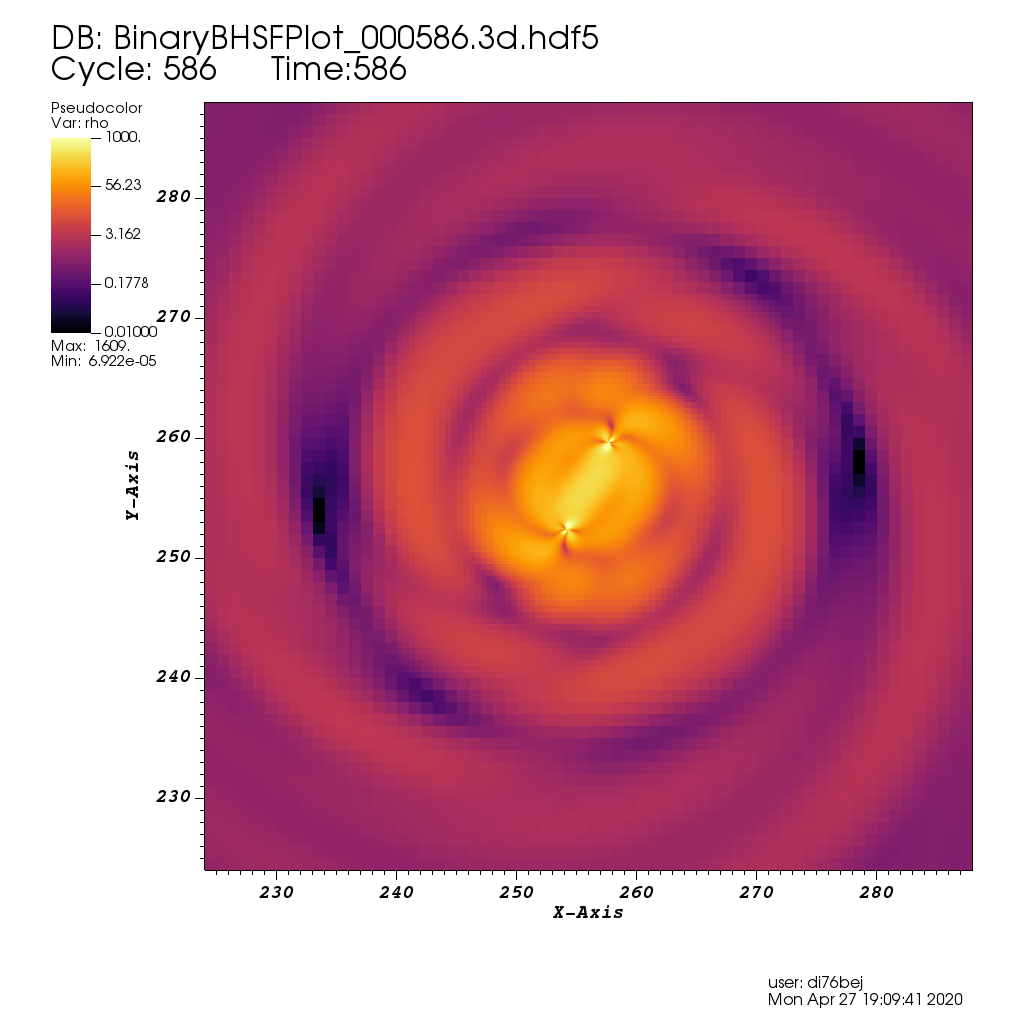 DB: BinaryBHSFPlot_000586.3d.hdf5
Cycle: 586 Time:586
Pseudocolor
Var: rho
1000.
56.23
3.162
0.1778
0.01000
Max: 1609.
Min: 6.922e-05
280
270
260
250
240
230
Y-Axis
230 240 250 260 270 280
X-Axis
user: di76bej
Mon Apr 27 19:09:41 2020